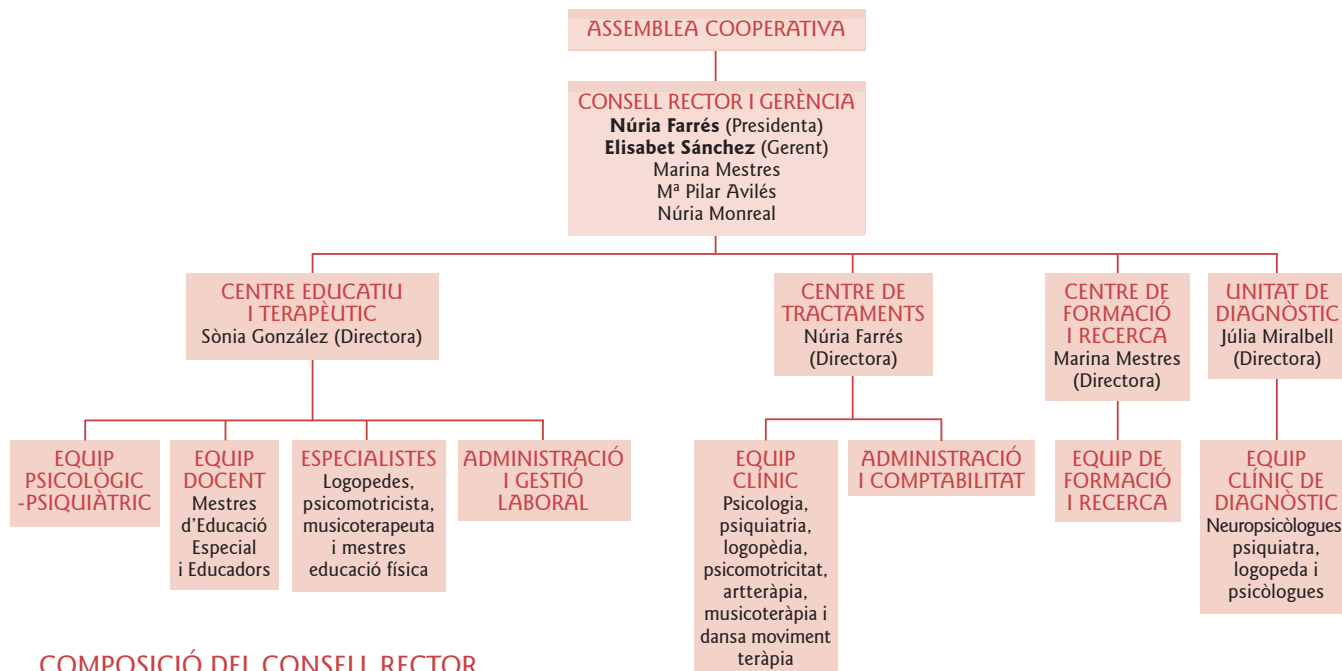 ASSEMBLEA COOPERATIVA
CONSELL RECTOR I GERÈNCIA
Núria Farrés (Presidenta)
Elisabet Sánchez (Gerent)
Marina Mestres
Mª Pilar Avilés
Núria Monreal
CENTRE EDUCATIU
I TERAPÈUTIC
Sònia González (Directora)
CENTRE DE
TRACTAMENTS
Núria Farrés
(Directora)
CENTRE DE
FORMACIÓ
I RECERCA
Marina Mestres
(Directora)
UNITAT DE
DIAGNÒSTIC
Júlia Miralbell
(Directora)
EQUIP
PSICOLÒGIC
-PSIQUIÀTRIC
EQUIP
DOCENT
Mestres
d'Educació
Especial
i Educadors
ESPECIALISTES
Logopedes,
psicomotricista,
musicoterapeuta
i mestres
educació física
ADMINISTRACIÓ
I GESTIÓ
LABORAL
EQUIP
CLÍNIC
Psicologia,
psiquiatria,
logopèdia,
psicomotricitat,
artteràpia,
musicoteràpia i
dansa moviment
teràpia
ADMINISTRACIÓ
I COMPTABILITAT
EQUIP DE
FORMACIÓ
I RECERCA
EQUIP
CLÍNIC DE
DIAGNÒSTIC
Neuropsicòlogues
psiquiatra,
logopeda i
psicòlogues
COMPOSICIÓ DEL CONSELL RECTOR